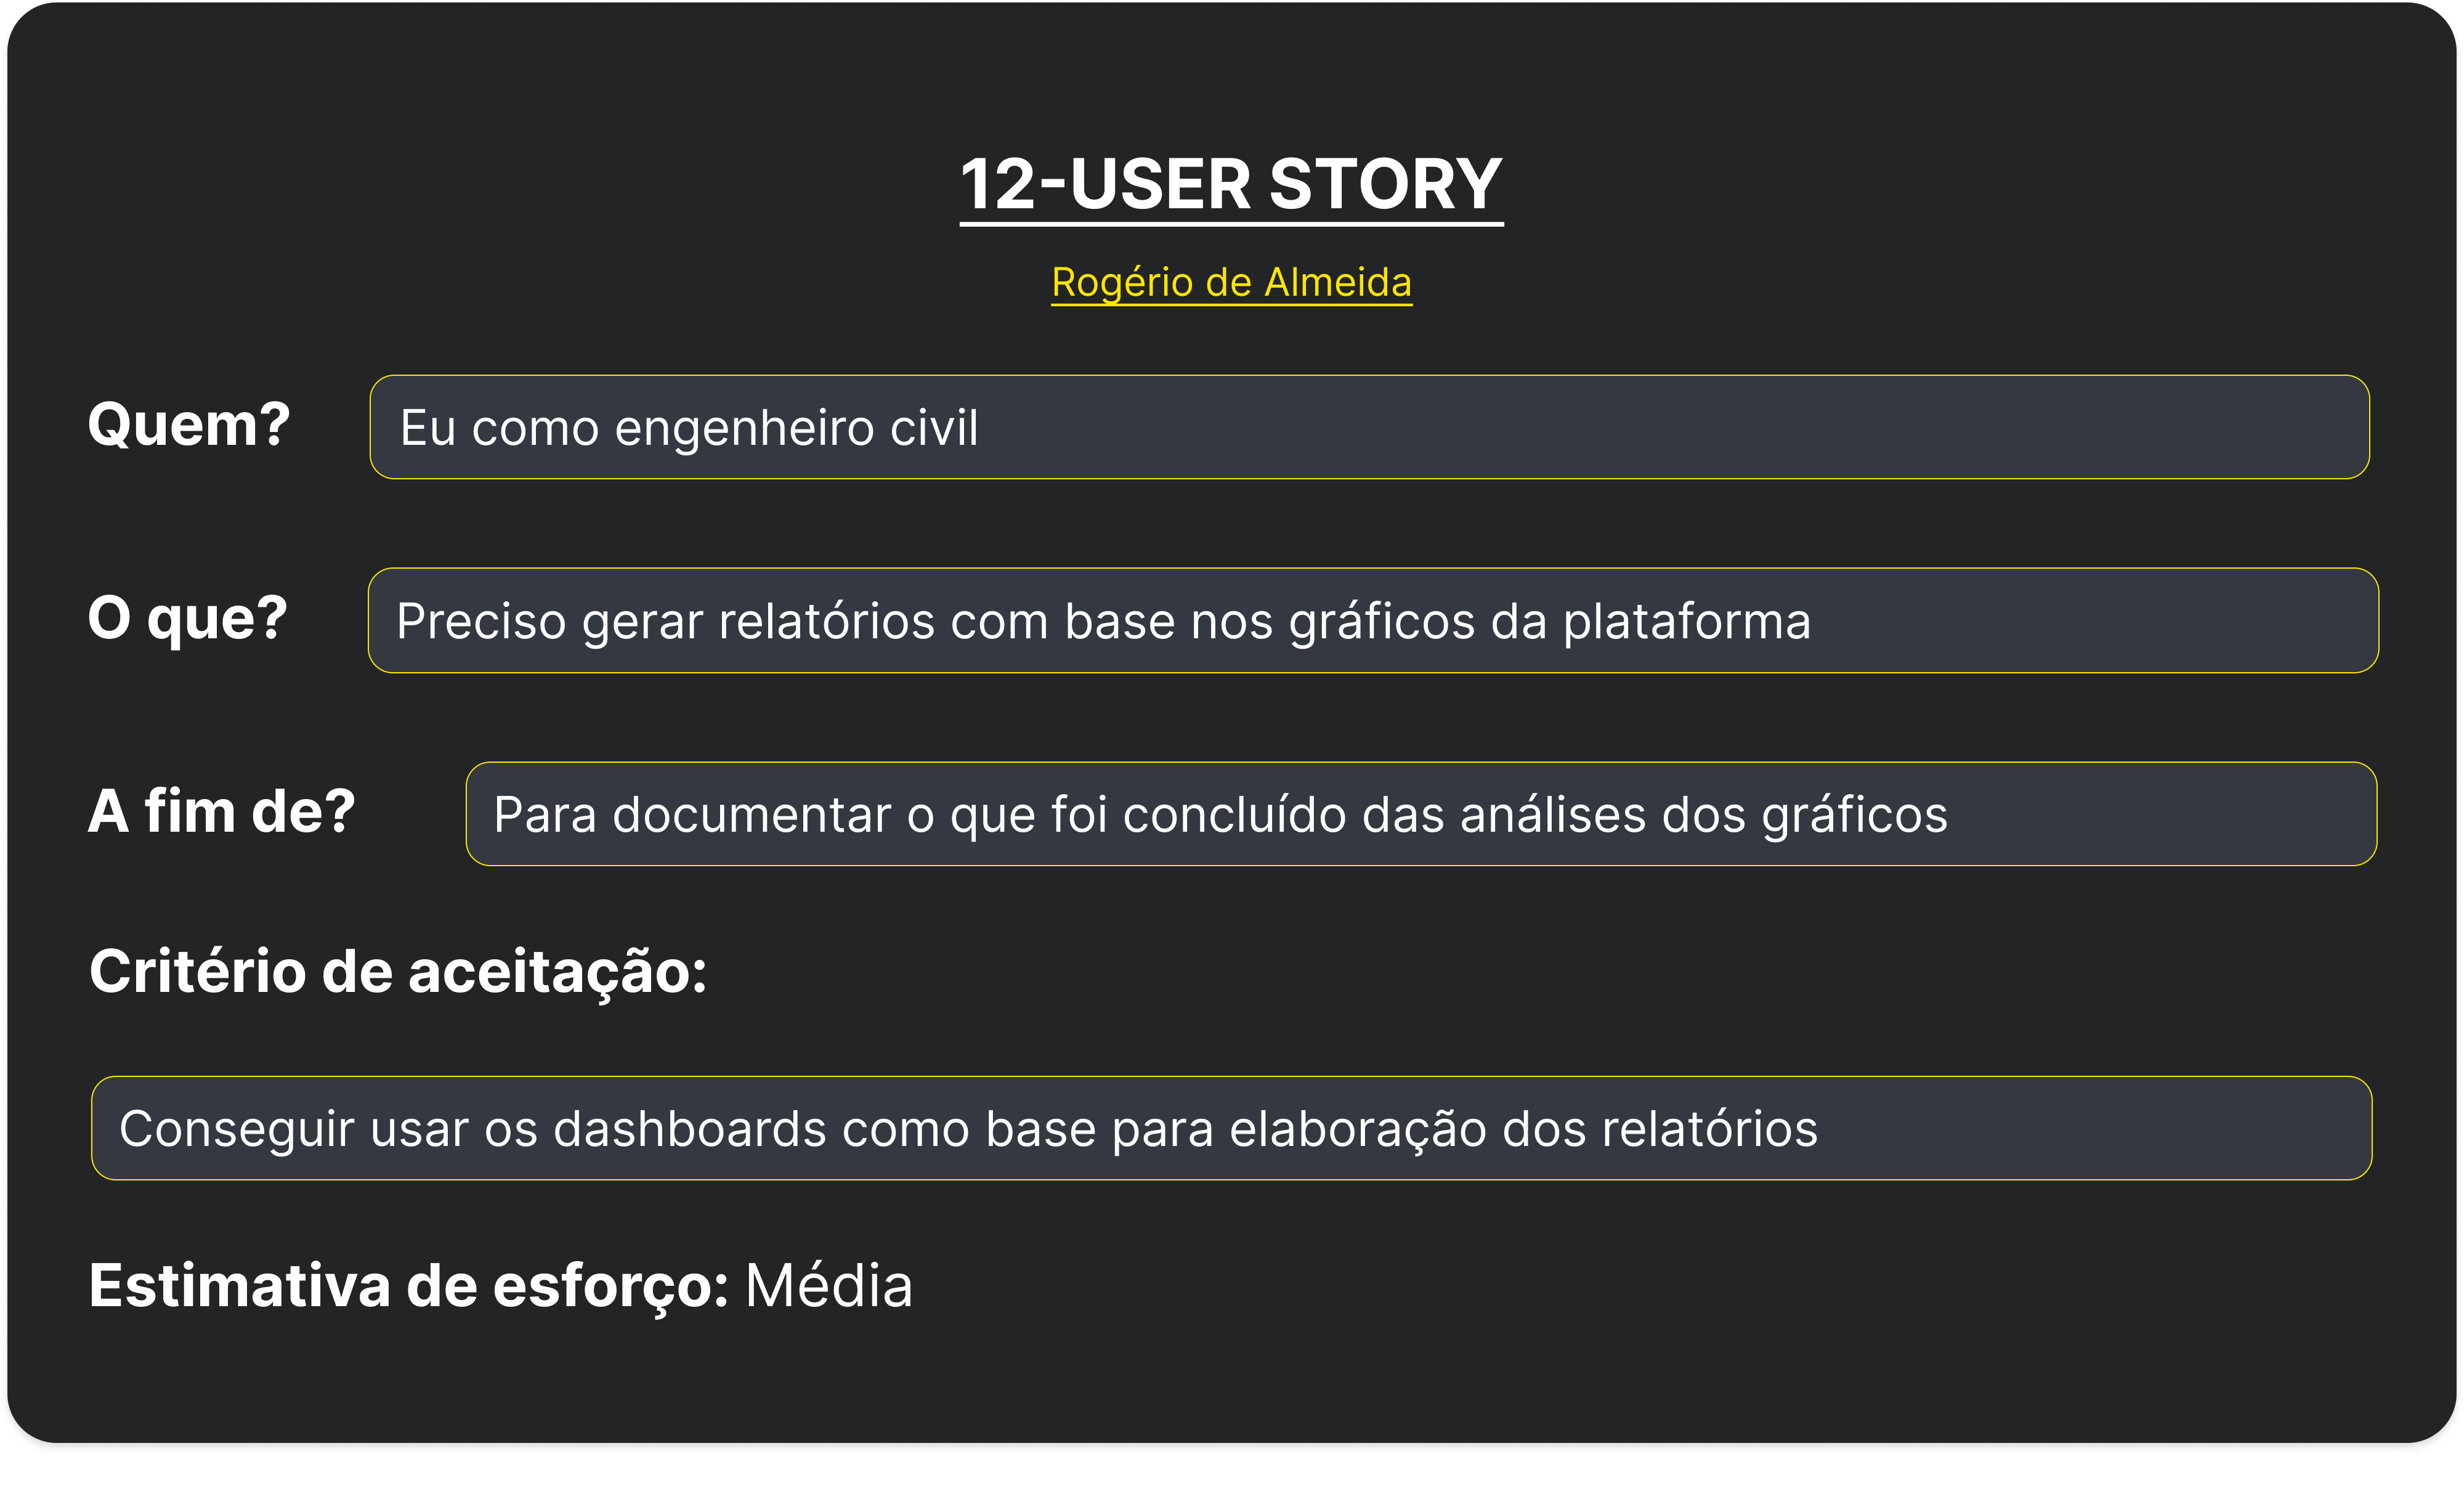 12-USER STORY
Rogério de Almeida
Quem? Eu como engenheiro civil
O que? Preciso gerar relatórios com base nos gráficos da plataforma
A fim de? Para documentar o que foi concluído das análises dos gráficos
Critério de aceitação:
Conseguir usar os dashboards como base para elaboração dos relatórios
Estimativa de esforço: Média